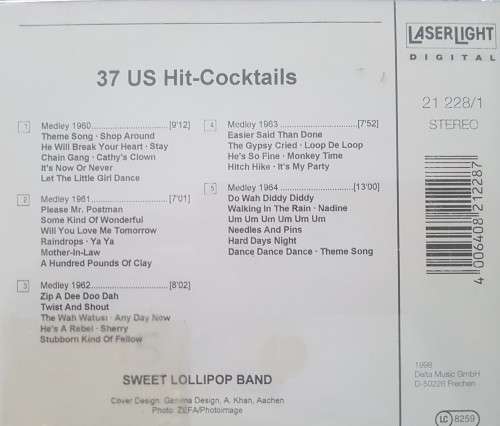 LASERLIGHT
DIGITAL
37 US Hit-Cocktails
21 228/1
STEREO
1 Medley 1960..............................[9'12]
Theme Song · Shop Around
He Will Break Your Heart · Stay
Chain Gang · Cathy's Clown
It's Now Or Never
Let The Little Girl Dance
2 Medley 1961..............................[7'01]
Please Mr. Postman
Some Kind Of Wonderful
Will You Love Me Tomorrow
Raindrops · Ya Ya
Mother-In-Law
A Hundred Pounds Of Clay
3 Medley 1962..............................[8'02]
Zip A Dee Doo Dah
Twist And Shout
The Wah Watusi · Any Day Now
He's A Rebel · Sherry
Stubborn Kind Of Fellow
4 Medley 1963..............................[7'52]
Easier Said Than Done
The Gypsy Cried · Loop De Loop
He's So Fine · Monkey Time
Hitch Hike · It's My Party
5 Medley 1964..............................[13'00]
Do Wah Diddy Diddy
Walking In The Rain · Nadine
Um Um Um Um Um Um
Needles And Pins
Hard Days Night
Dance Dance Dance · Theme Song
4 006408 212287
SWEET LOLLIPOP BAND
Cover Design: Gamma Design, A. Khan, Aachen
Photo: ZEFA/Photoimage
1996
Delta Music GmbH
D-50226 Frechen
LC 8259